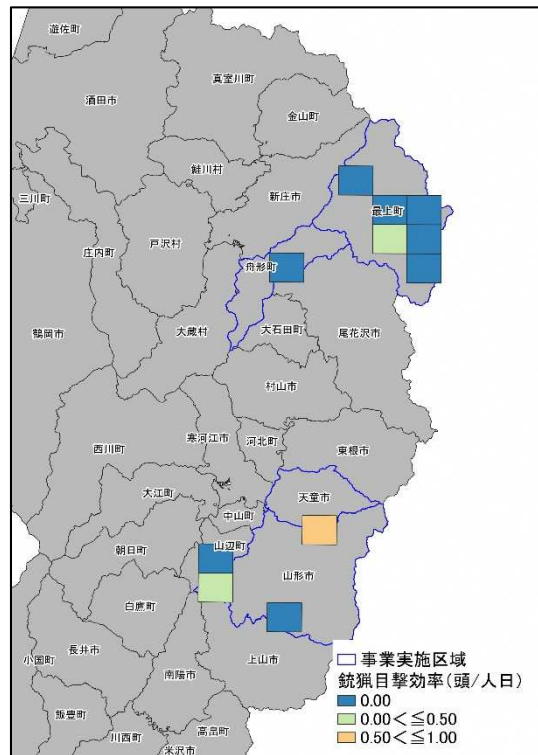 遊佐町
真室川町
酒田市
金山町
鮭川村
三川町
新庄市
最上町
戸沢村
庄内町
舟形町
鶴岡市
大蔵村
大石田町
尾花沢市
村山市
西川町
寒河江市
河北町
東根市
大江町
天童市
中山町
朝日町
山辺町
山形市
白鷹町
長井市
小国町
上山市
南陽市
飯豊町
川西町
高畠町
米沢市
事業実施区域
銃猟目撃効率(頭/人日)
0.00
0.00<≦0.50
0.50<≦1.00